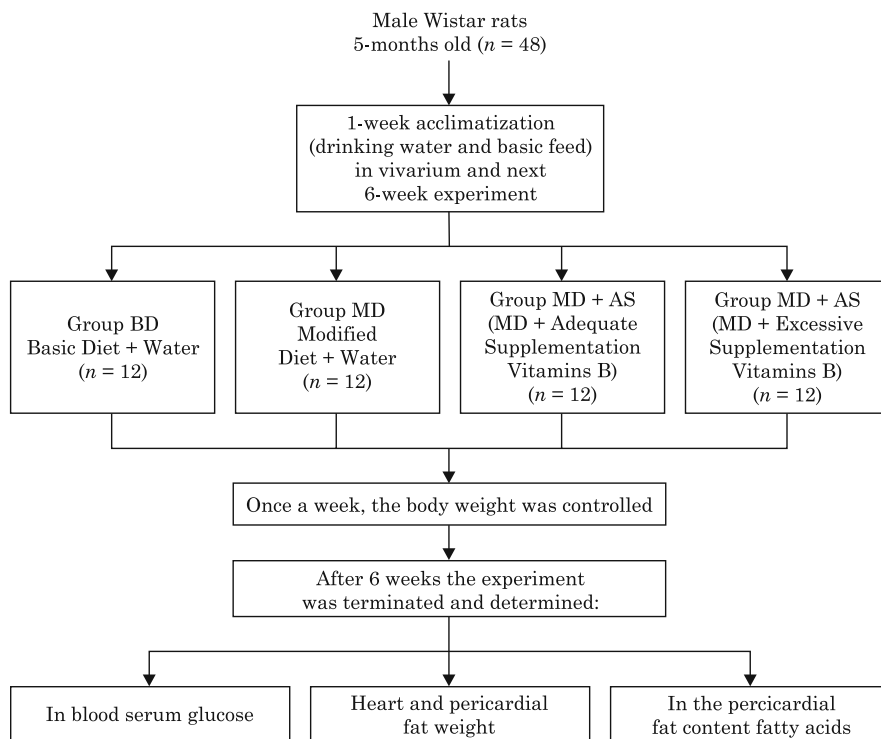 Male Wistar rats
5-months old (n = 48)
1-week acclimatization
(drinking water and basic feed)
in vivarium and next
6-week experiment
Group BD
Basic Diet + Water
(n = 12)
Group MD
Modified
Diet + Water
(n = 12)
Group MD + AS
(MD + Adequate
Supplementation
Vitamins B)
(n = 12)
Group MD + AS
(MD + Excessive
Supplementation
Vitamins B)
(n = 12)
Once a week, the body weight was controlled
After 6 weeks the experiment
was terminated and determined:
In blood serum glucose
Heart and pericardial
fat weight
In the percicardial
fat content fatty acids